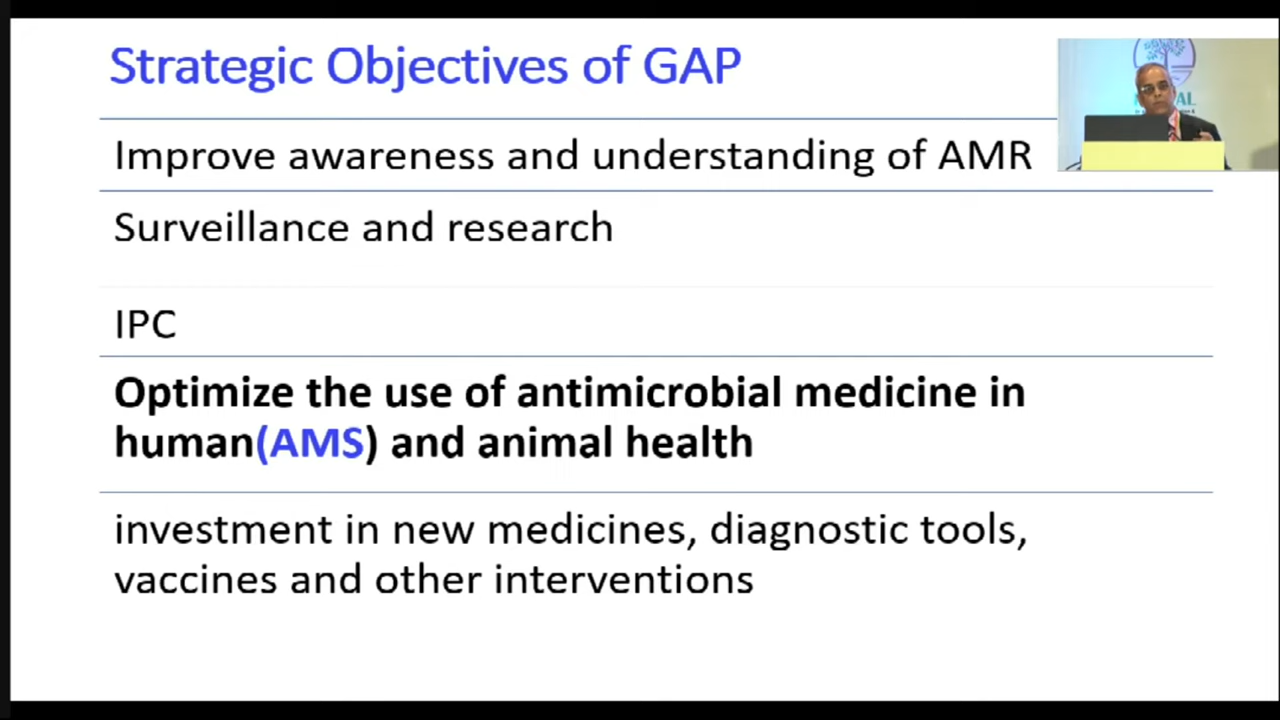 Strategic Objectives of GAP
Improve awareness and understanding of AMR
Surveillance and research
IPC
Optimize the use of antimicrobial medicine in
human(AMS) and animal health
investment in new medicines, diagnostic tools,
vaccines and other interventions